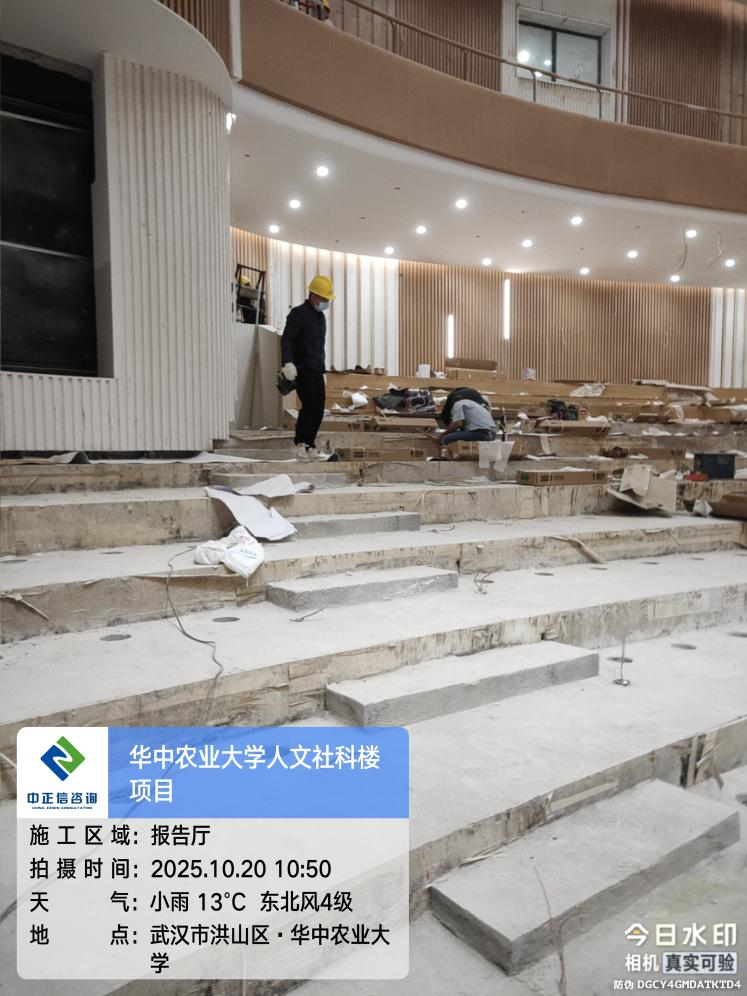 华中农业大学人文社科楼
项目
中正信咨询
CHINA ZZXIN CONSULTATION
施工区域：报告厅
拍摄时间：2025.10.20 10:50
天气：小雨 13°C 东北风4级
地点：武汉市洪山区·华中农业大
学
今日水印
相机 真实可验
防伪 DGCY4GMDATKTD4